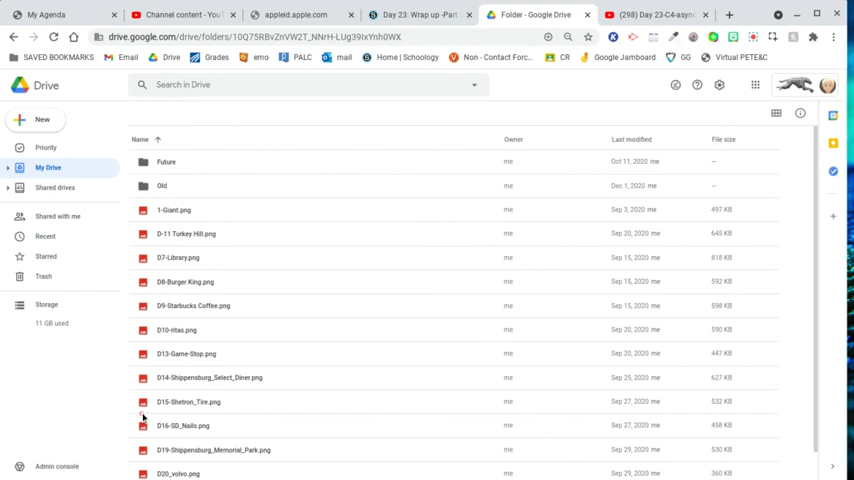 My Agenda
Channel content - YouT
appleid.apple.com
Day 23: Wrap up -Part
Folder - Google Drive
(298) Day 23-C4-async
drive.google.com/drive/folders/10Q75RBvZnVW2T_NNrH-LUg39IxYnh0WX
SAVED BOOKMARKS
Email
Drive
Grades
emo
PALC
mail
Home | Schoology
Non - Contact Forc...
CR
Google Jamboard
GG
Virtual PETE&C
Drive
Search in Drive
New
Priority
My Drive
Shared drives
Shared with me
Recent
Starred
Trash
Storage
11 GB used
Admin console
Name Owner Last modified File size
Future me Oct 11, 2020 me --
Old me Dec 1, 2020 me --
1-Giant.png me Sep 3, 2020 me 497 KB
D-11 Turkey Hill.png me Sep 20, 2020 me 645 KB
D7-Library.png me Sep 15, 2020 me 818 KB
D8-Burger King.png me Sep 15, 2020 me 592 KB
D9-Starbucks Coffee.png me Sep 15, 2020 me 598 KB
D10-ritas.png me Sep 20, 2020 me 590 KB
D13-Game-Stop.png me Sep 20, 2020 me 447 KB
D14-Shippensburg_Select_Diner.png me Sep 25, 2020 me 627 KB
D15-Shetron_Tire.png me Sep 27, 2020 me 532 KB
D16-SD_Nails.png me Sep 27, 2020 me 458 KB
D19-Shippensburg_Memorial_Park.png me Sep 29, 2020 me 530 KB
D20_volvo.png me Sep 29, 2020 me 360 KB